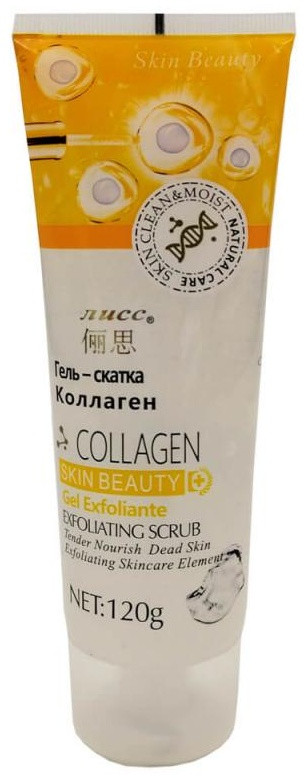 Skin Beauty
SKIN CLEAN&MOIST NATURAL CARE
лисс®
俪思
Гель – скатка
Коллаген
COLLAGEN
SKIN BEAUTY
Gel Exfoliante
EXFOLIATING SCRUB
Tender Nourish Dead Skin
Exfoliating Skincare Element
NET:120g